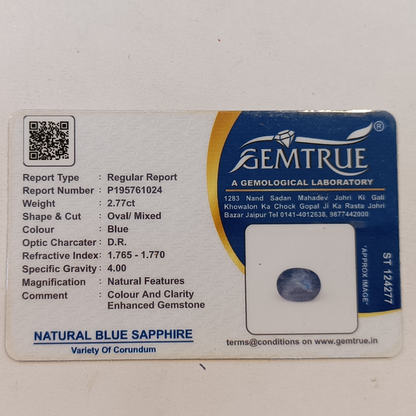 Report Type : Regular Report
Report Number : P195761024
Weight : 2.77ct
Shape & Cut : Oval/ Mixed
Colour : Blue
Optic Charcater : D.R.
Refractive Index : 1.765 - 1.770
Specific Gravity : 4.00
Magnification : Natural Features
Comment : Colour And Clarity
Enhanced Gemstone
NATURAL BLUE SAPPHIRE
Variety Of Corundum
GEMTRUE®
A GEMOLOGICAL LABORATORY
1283 Nand Sadan Mahadev Johri Ki Gali
Khowalon Ka Chock Gopal Ji Ka Rasta Johri
Bazar Jaipur Tel 0141-4012638, 9877442000
*APPROX IMAGE*
ST 124277
terms@conditions on www.gemtrue.in